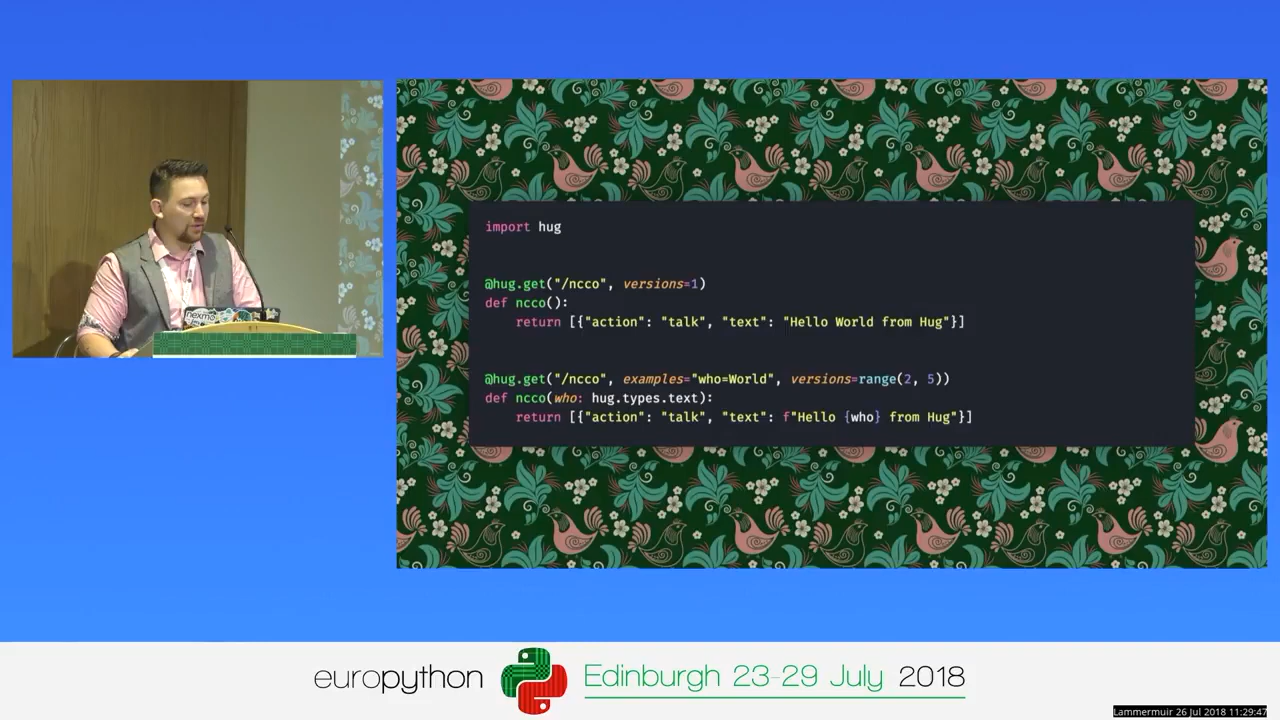 nexmo
import hug
@hug.get("/ncco", versions=1)
def ncco():
    return [{"action": "talk", "text": "Hello World from Hug"}]
@hug.get("/ncco", examples="who=World", versions=range(2, 5))
def ncco(who: hug.types.text):
    return [{"action": "talk", "text": f"Hello {who} from Hug"}]
europython Edinburgh 23-29 July 2018
Lammermuir 26 Jul 2018 11:29:47